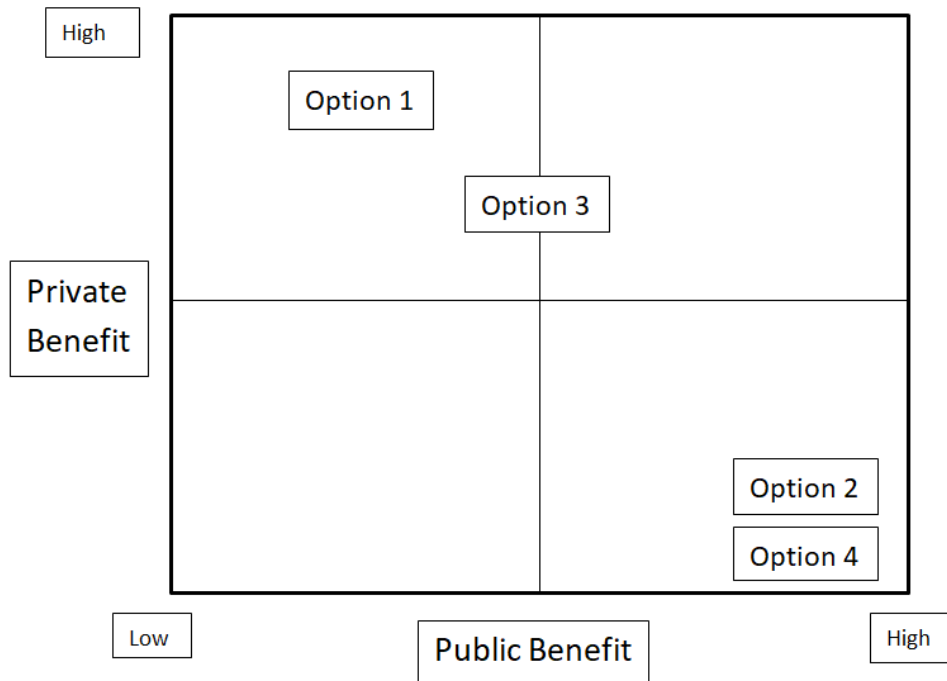 High
Option 1
Option 3
Private
Benefit
Option 2
Option 4
Low
Public Benefit
High